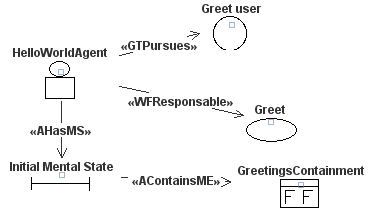 Greet user
HelloWorldAgent
«GTPursues»
«WFResponsable»
Greet
«AHasMS»
Initial Mental State
«AContainsME»
GreetingsContainment
F F